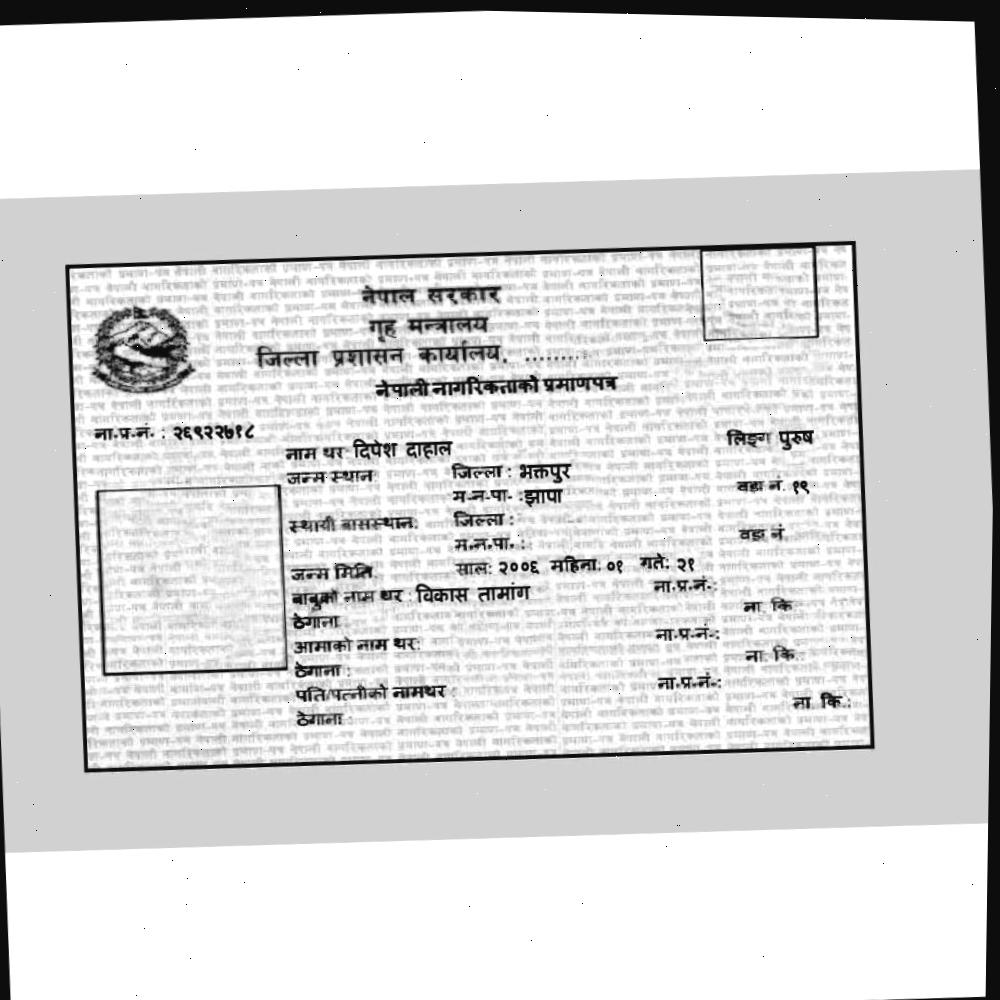 नेपाल सरकार
गृह मन्त्रालय
जिल्ला प्रशासन कार्यालय, .........
नेपाली नागरिकताको प्रमाणपत्र
ना.प्र.नं. : २६९२२७१८
नाम थर दिपेश दाहाल लिङ्ग पुरुष
जन्म स्थान: जिल्ला : भक्तपुर
म.न.पा. :झापा वडा नं. १९
स्थायी बासस्थान: जिल्ला :
म.न.पा. : वडा नं.
जन्म मिति: साल: २००६ महिना: ०१ गते: २१
बाबुको नाम थर : विकास तामांग ना.प्र.नं.:
ठेगाना ना. कि.
आमाको नाम थर: ना.प्र.नं.:
ठेगाना : ना. कि.:
पति/पत्नीको नामथर : ना.प्र.नं.:
ठेगाना : ना. कि.: